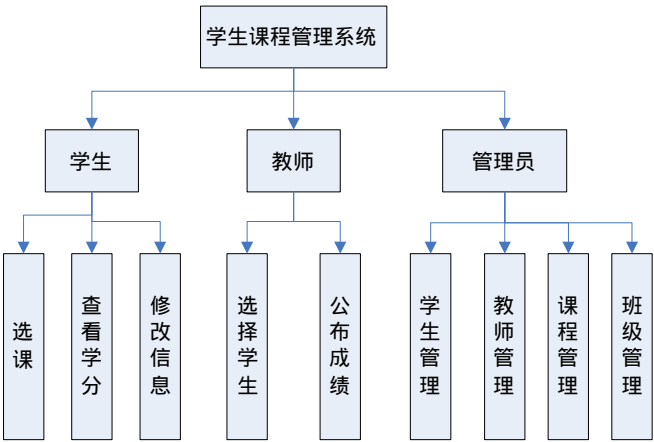 学生课程管理系统
学生
教师
管理员
选课
查看学分
修改信息
选择学生
公布成绩
学生管理
教师管理
课程管理
班级管理